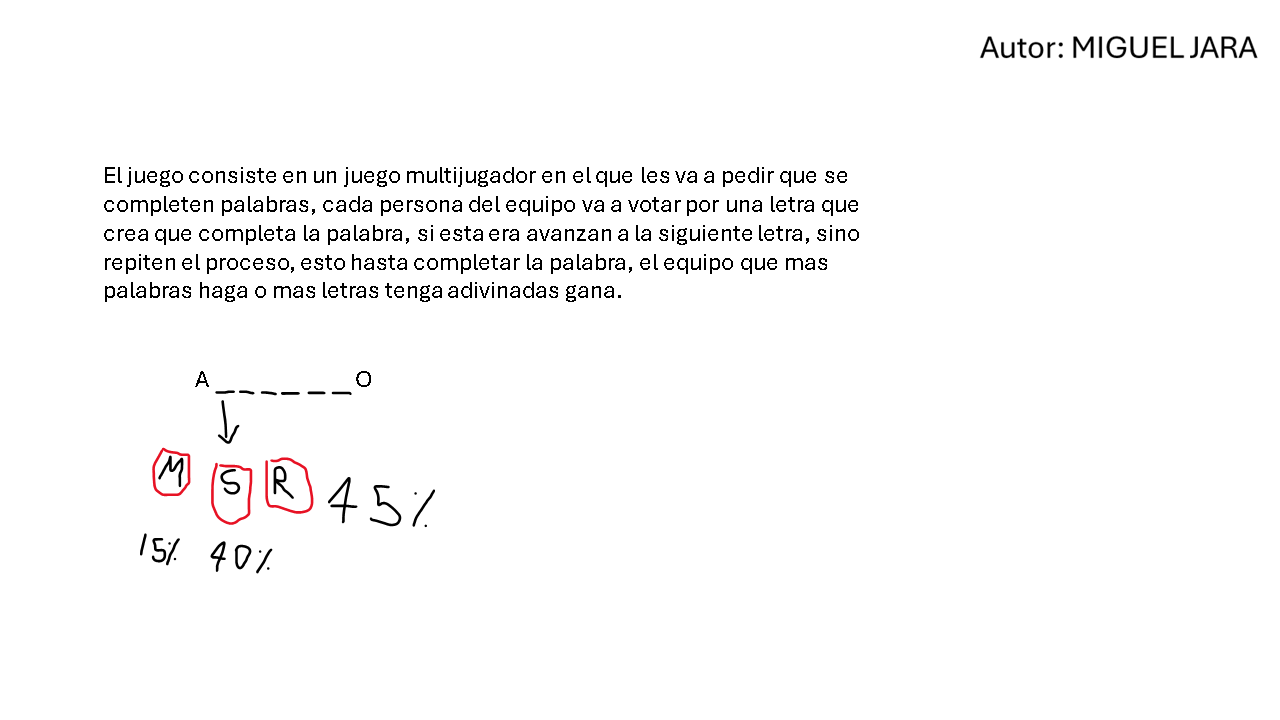 Autor: MIGUEL JARA
El juego consiste en un juego multijugador en el que les va a pedir que se
completen palabras, cada persona del equipo va a votar por una letra que
crea que completa la palabra, si esta era avanzan a la siguiente letra, sino
repiten el proceso, esto hasta completar la palabra, el equipo que mas
palabras haga o mas letras tenga adivinadas gana.
A _ _ _ _ _ _ O
M S R 45%
15% 40%